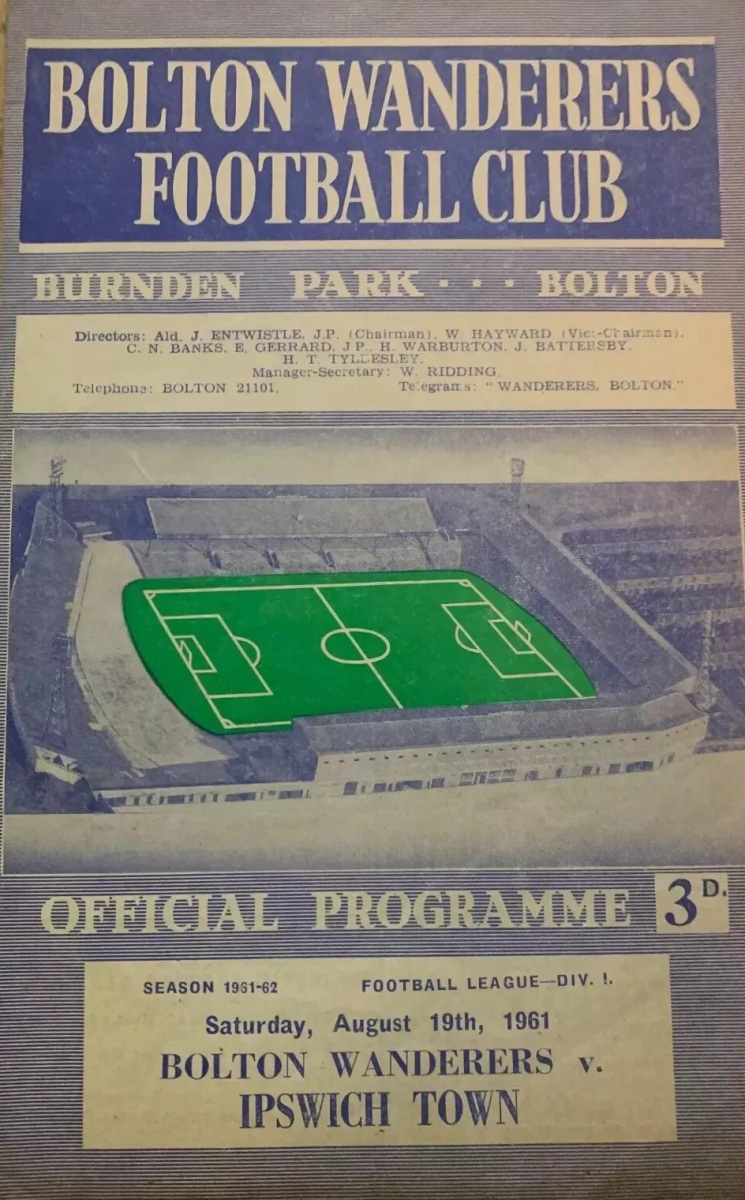 BOLTON WANDERERS
FOOTBALL CLUB
BURNDEN PARK · · · BOLTON
Directors: Ald. J. ENTWISTLE, J.P. (Chairman), W. HAYWARD (Vice-Chairman),
C. N. BANKS, E. GERRARD, J.P., H. WARBURTON, J. BATTERSBY,
H. T. TYLDESLEY.
Manager-Secretary: W. RIDDING.
Telephone: BOLTON 21101. Telegrams: "WANDERERS, BOLTON."
OFFICIAL PROGRAMME 3D.
SEASON 1961-62 FOOTBALL LEAGUE—DIV. I.
Saturday, August 19th, 1961
BOLTON WANDERERS v.
IPSWICH TOWN